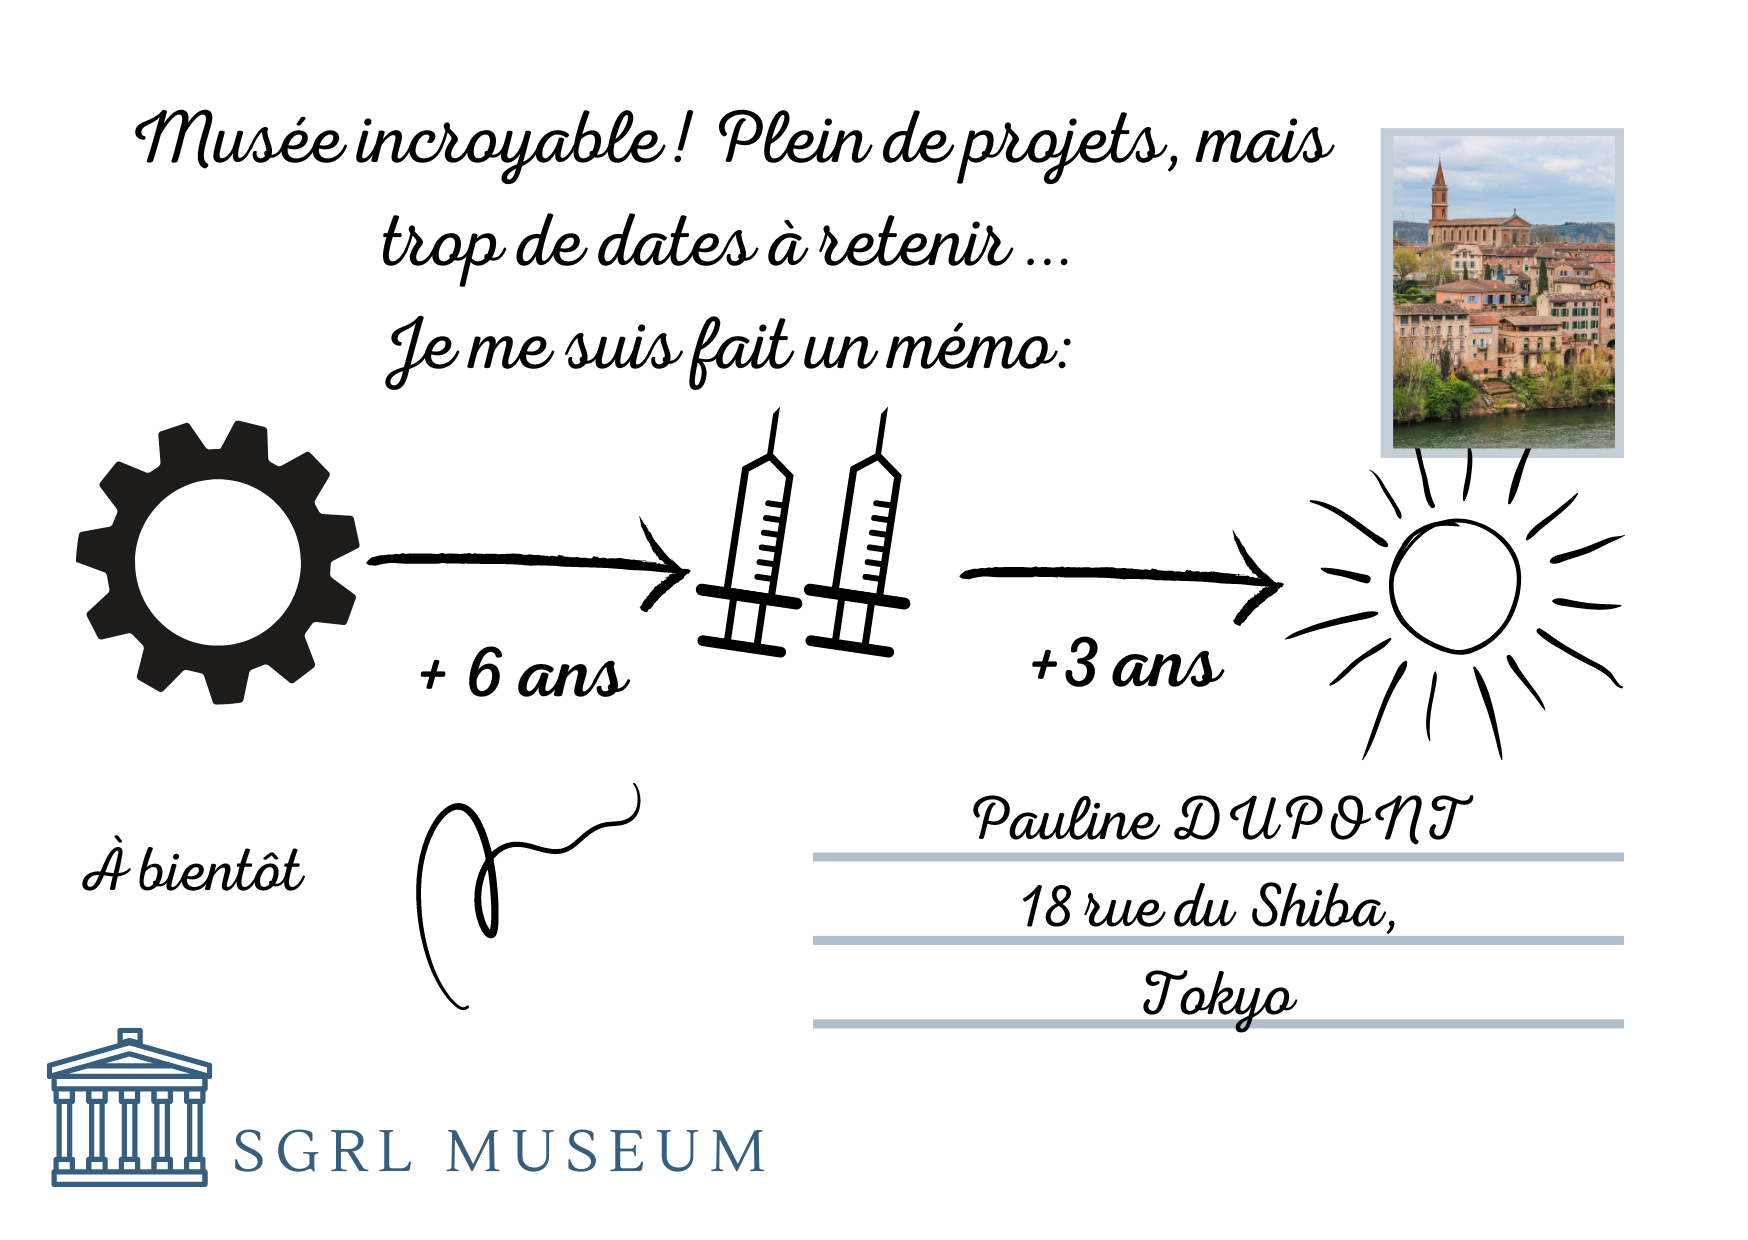 Musée incroyable ! Plein de projets, mais
trop de dates à retenir ...
Je me suis fait un mémo:
+ 6 ans
+3 ans
À bientôt
Pauline DUPONT
18 rue du Shiba,
Tokyo
SGRL MUSEUM